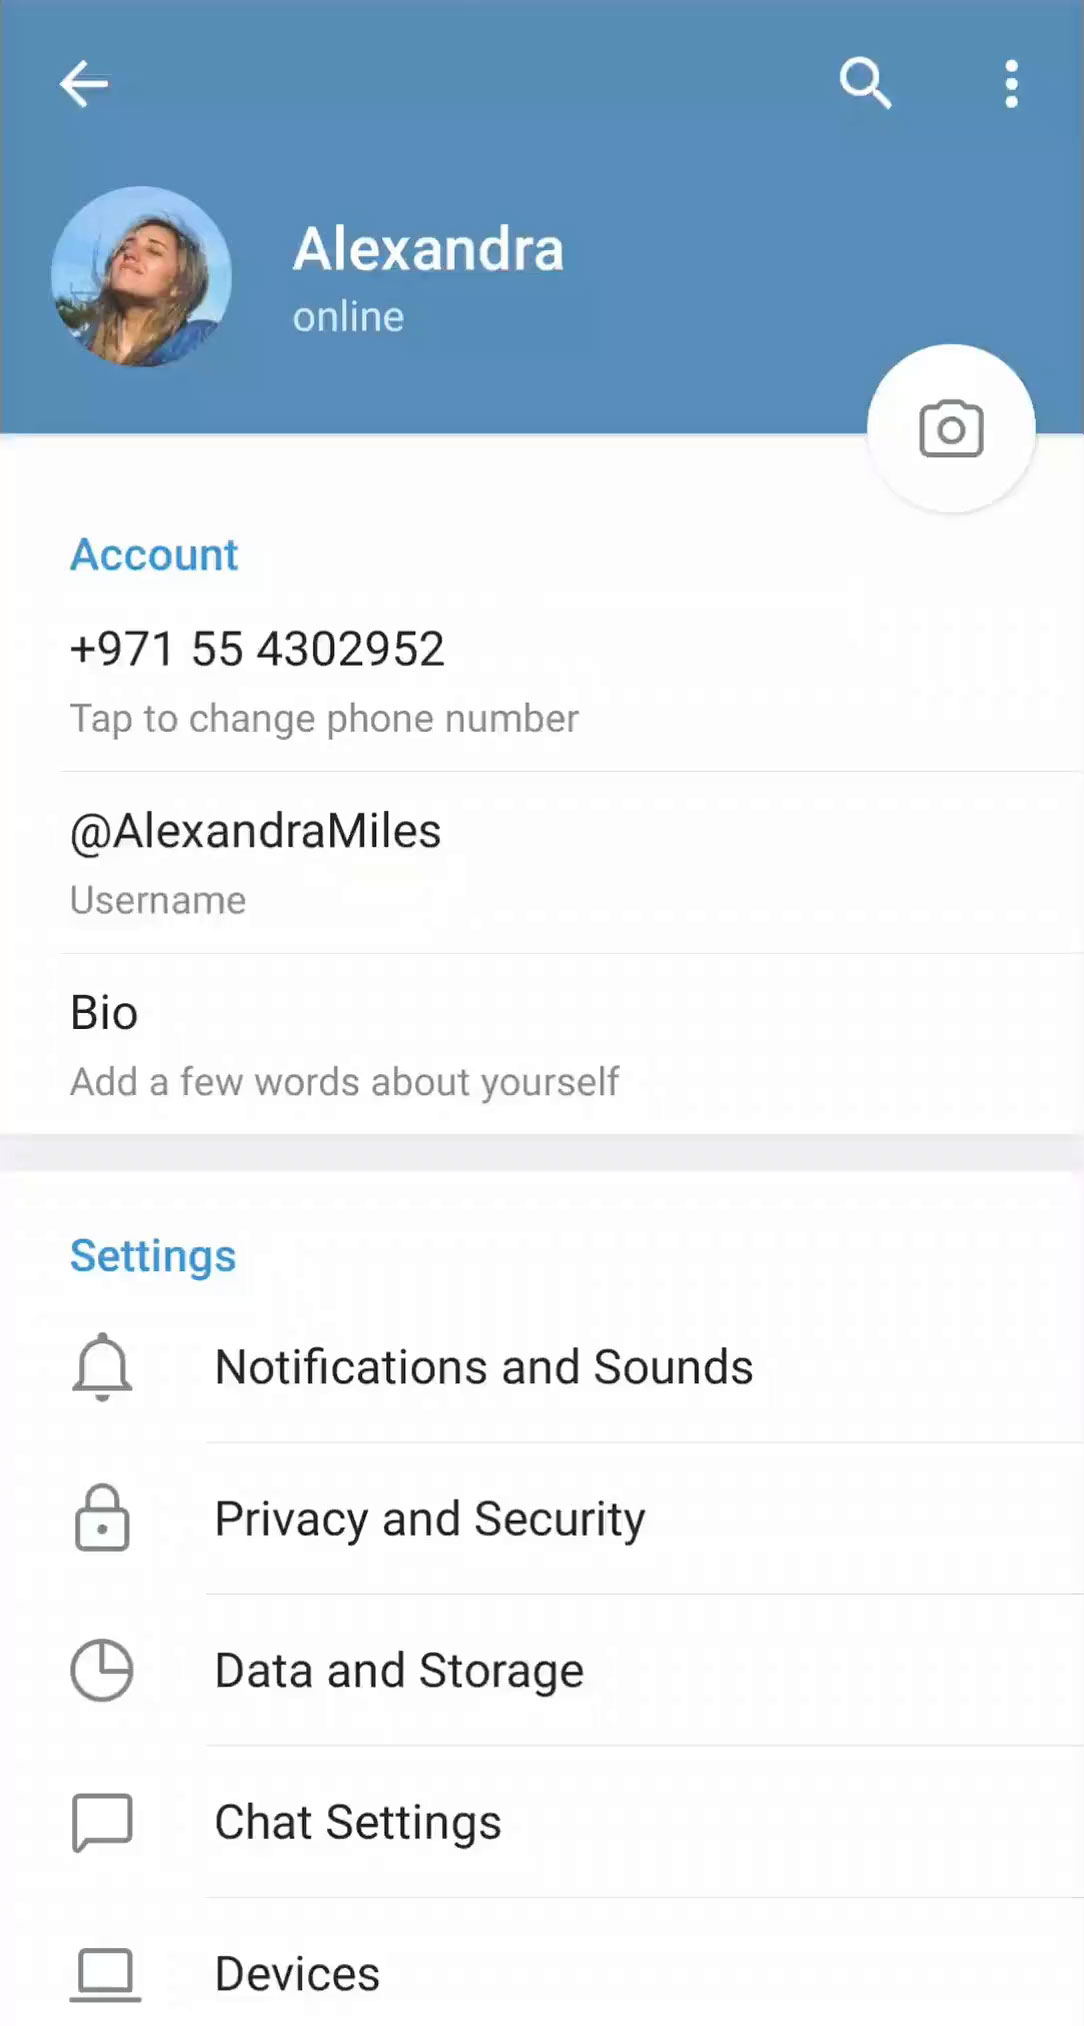 Alexandra
online
Account
+971 55 4302952
Tap to change phone number
@AlexandraMiles
Username
Bio
Add a few words about yourself
Settings
Notifications and Sounds
Privacy and Security
Data and Storage
Chat Settings
Devices